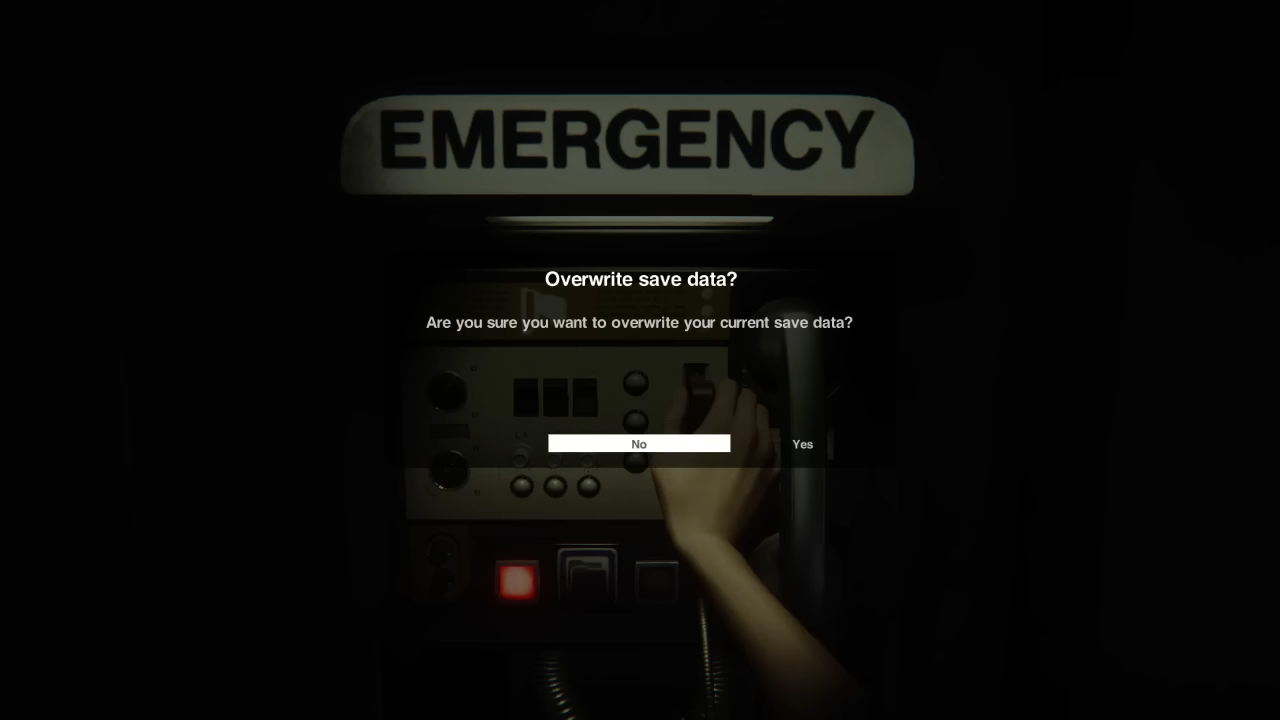 EMERGENCY
Overwrite save data?
Are you sure you want to overwrite your current save data?
No
Yes